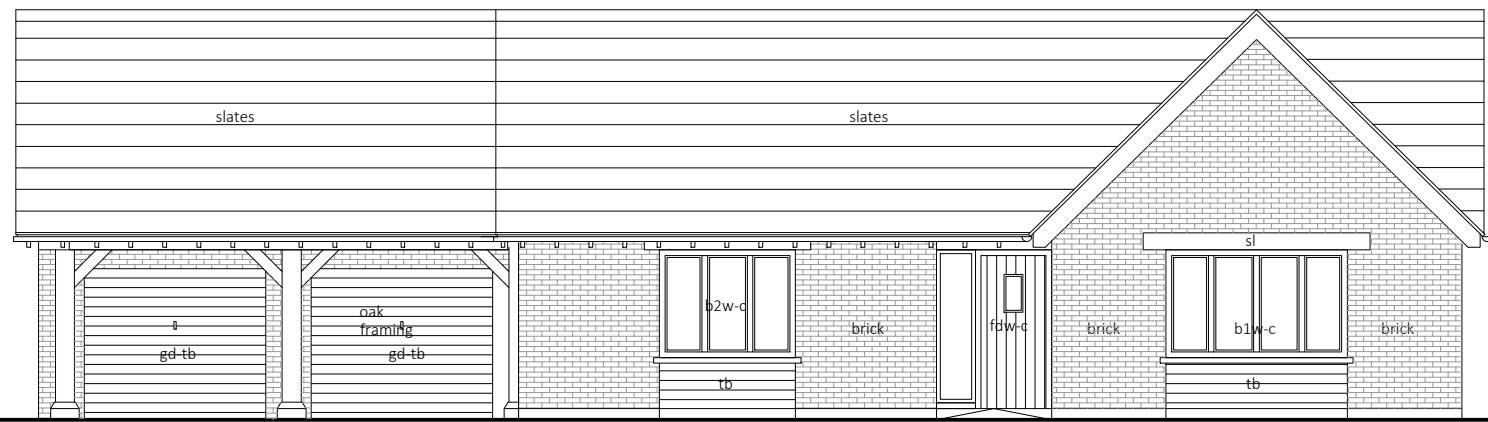 slates
slates
sl
oak
framing
b2w-c
fdw-c
brick
brick
b1w-c
brick
gd-tb
gd-tb
tb
tb